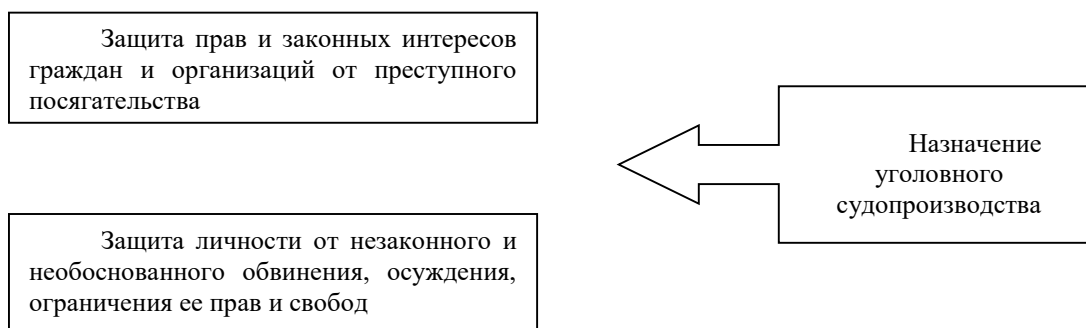 Защита прав и законных интересов
граждан и организаций от преступного
посягательства
Назначение
уголовного
судопроизводства
Защита личности от незаконного и
необоснованного обвинения, осуждения,
ограничения ее прав и свобод